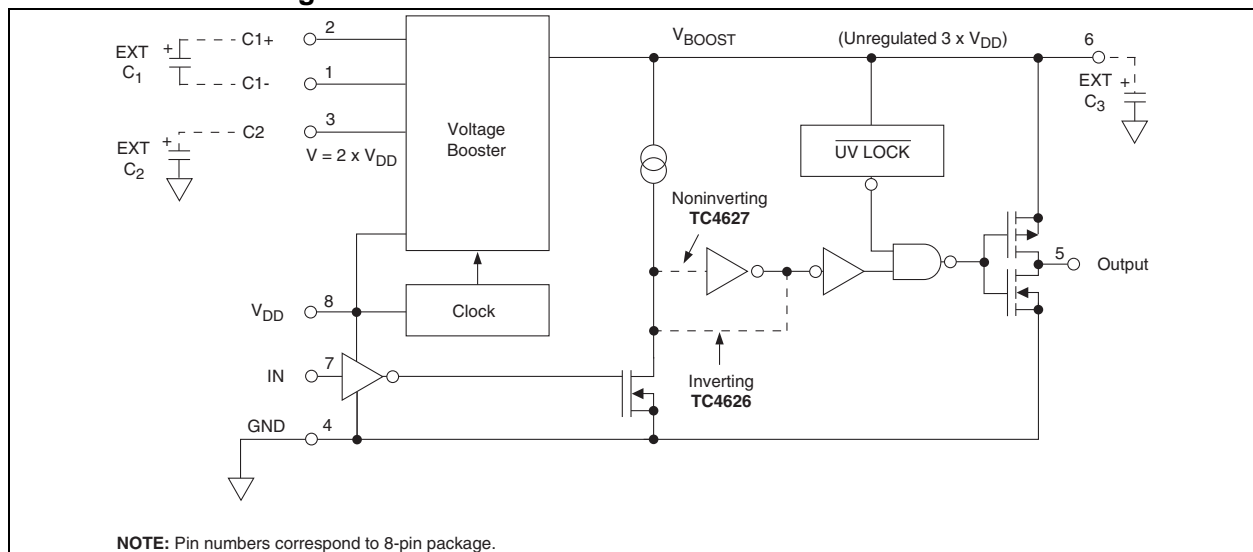 2
C1+
EXT
+
C1
C1-
1
3
C2
EXT
+
C2
V = 2 x VDD
Voltage
Booster
VBOOST
(Unregulated 3 x VDD)
6
EXT
+
C3
UV LOCK
Noninverting
TC4627
5
Output
VDD
8
Clock
IN
7
Inverting
TC4626
GND
4
NOTE: Pin numbers correspond to 8-pin package.